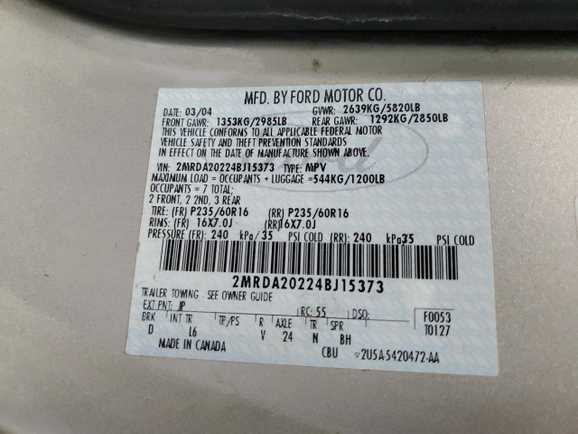 MFD. BY FORD MOTOR CO.
DATE: 03/04 GVWR: 2639KG/5820LB
FRONT GAWR: 1353KG/2985LB REAR GAWR: 1292KG/2850LB
THIS VEHICLE CONFORMS TO ALL APPLICABLE FEDERAL MOTOR
VEHICLE SAFETY AND THEFT PREVENTION STANDARDS
IN EFFECT ON THE DATE OF MANUFACTURE SHOWN ABOVE.
VIN: 2MRDA20224BJ15373 TYPE: MPV
MAXIMUM LOAD = OCCUPANTS + LUGGAGE = 544KG/1200LB
OCCUPANTS = 7 TOTAL;
2 FRONT, 2 2ND, 3 REAR
TIRE: (FR) P235/60R16 (RR) P235/60R16
RIMS: (FR) 16X7.0J (RR) 16X7.0J
PRESSURE (FR): 240 kPa/35 PSI COLD (RR): 240 kPa/35 PSI COLD
2MRDA20224BJ15373
TRAILER TOWING - SEE OWNER GUIDE
EXT PNT: JP RC: 55 DSO: F0053
BRK INT TR TP/PS R AXLE TR SPR T0127
D L6 V 24 N BH
MADE IN CANADA CBU 2U5A-5420472-AA